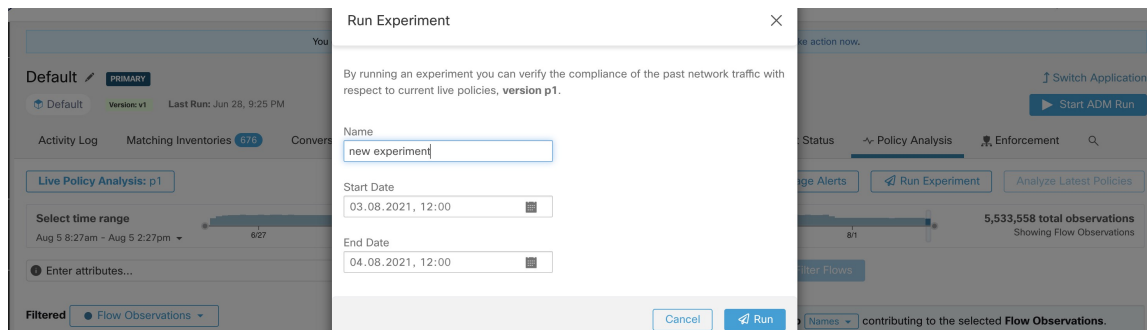 Run Experiment
You
ke action now.
By running an experiment you can verify the compliance of the past network traffic with
respect to current live policies, version p1.
Default PRIMARY
Switch Application
Default Version: v1 Last Run: Jun 28, 9:25 PM
Start ADM Run
Name
new experiment
Activity Log Matching Inventories 676 Convers
Status Policy Analysis Enforcement
Live Policy Analysis: p1
ge Alerts Run Experiment Analyze Latest Policies
Start Date
03.08.2021, 12:00
Select time range
Aug 5 8:27am - Aug 5 2:27pm
6/27
8/1
5,533,558 total observations
Showing Flow Observations
End Date
04.08.2021, 12:00
Enter attributes...
Filter Flows
Filtered Flow Observations
Cancel Run
Names contributing to the selected Flow Observations.